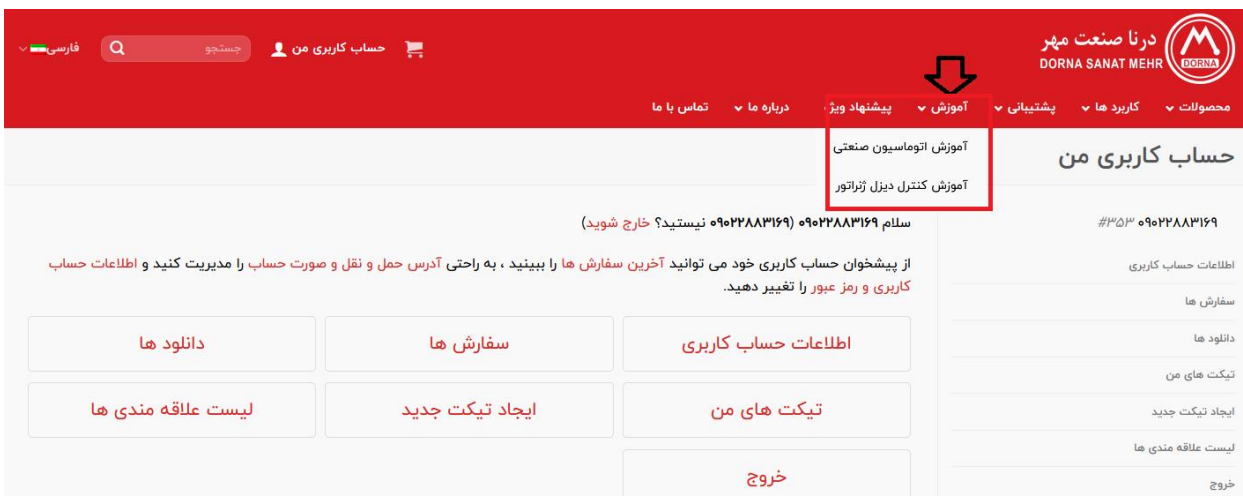 درنا صنعت مهر
DORNA SANAT MEHR
DORNA
حساب کاربری من
جستجو
فارسی
محصولات
کاربرد ها
پشتیبانی
آموزش
پیشنهاد ویژ
درباره ما
تماس با ما
آموزش اتوماسیون صنعتی
آموزش کنترل دیزل ژنراتور
حساب کاربری من
۰۹۰۲۲۸۸۳۱۶۹ #۳۵۳
اطلاعات حساب کاربری
سفارش ها
دانلود ها
تیکت های من
ایجاد تیکت جدید
لیست علاقه مندی ها
خروج
سلام ۰۹۰۲۲۸۸۳۱۶۹ (۰۹۰۲۲۸۸۳۱۶۹ نیستید؟ خارج شوید)
از پیشخوان حساب کاربری خود می توانید آخرین سفارش ها را ببینید ، به راحتی آدرس حمل و نقل و صورت حساب را مدیریت کنید و اطلاعات حساب
کاربری و رمز عبور را تغییر دهید.
اطلاعات حساب کاربری
سفارش ها
دانلود ها
تیکت های من
ایجاد تیکت جدید
لیست علاقه مندی ها
خروج